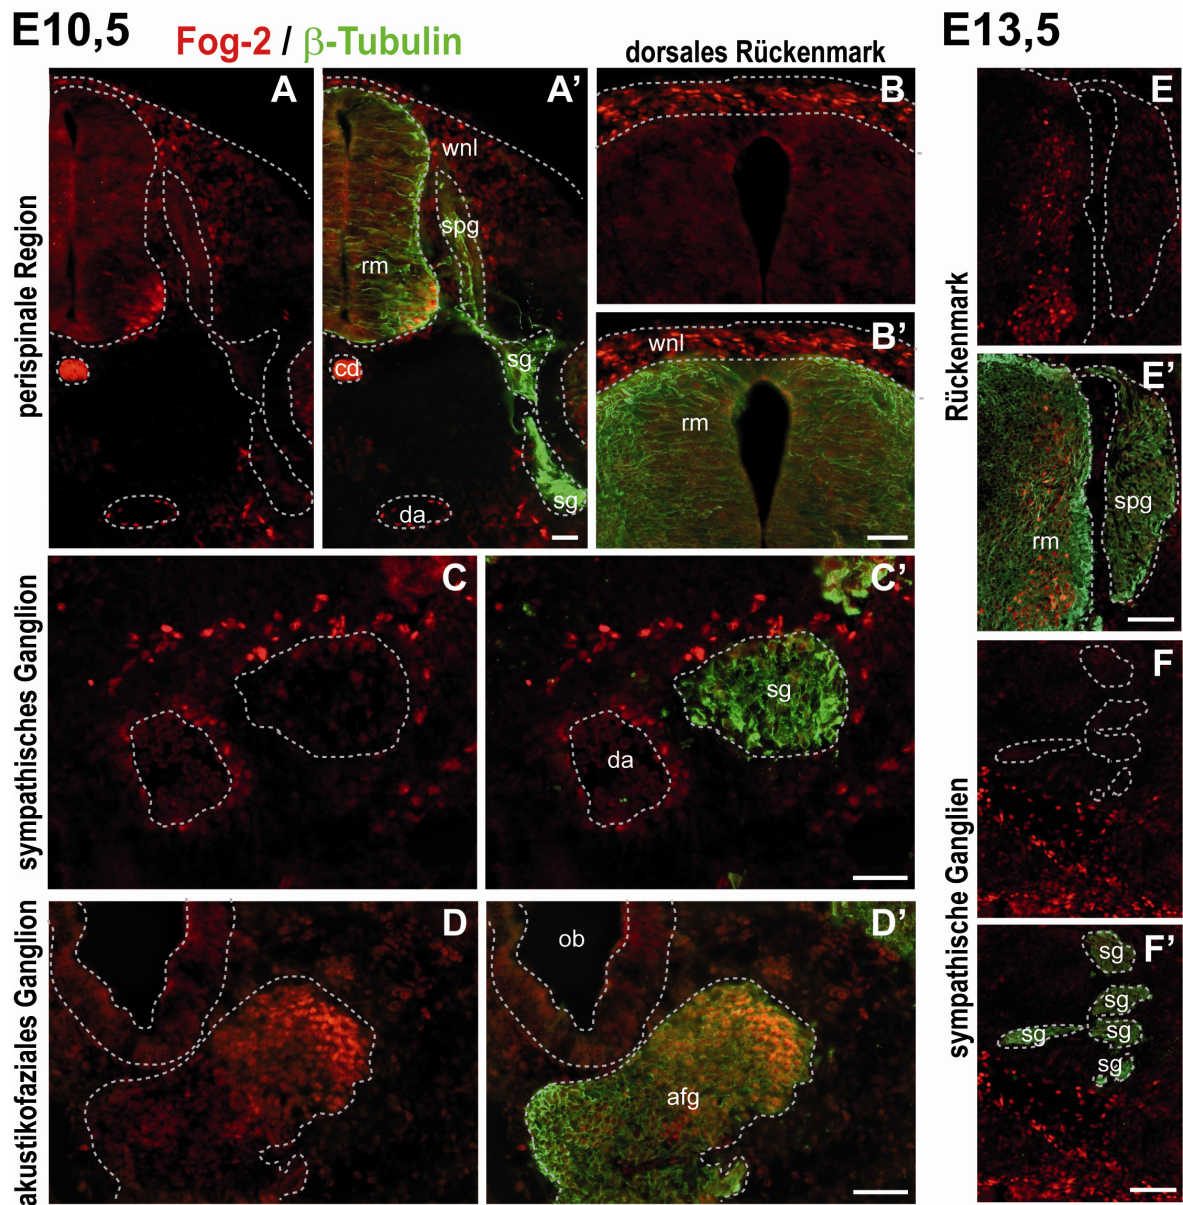 E10,5
Fog-2 / β-Tubulin
E13,5
dorsales Rückenmark
perispinale Region
A
A’
wnl
spg
rm
sg
cd
da
sg
B
B’
wnl
rm
Rückenmark
E
E’
spg
rm
sympathisches Ganglion
C
C’
sg
da
sympathische Ganglien
F
F’
sg
sg
sg
sg
sg
akustikofaziales Ganglion
D
D’
ob
afg